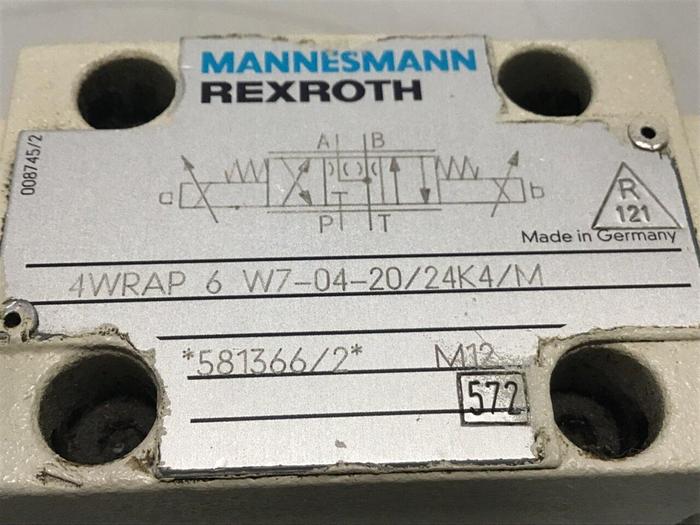 MANNESMANN
REXROTH
008745/2
A B
a b
P T
R
121
Made in Germany
4WRAP 6 W7-04-20/24K4/M
*581366/2* M12
572